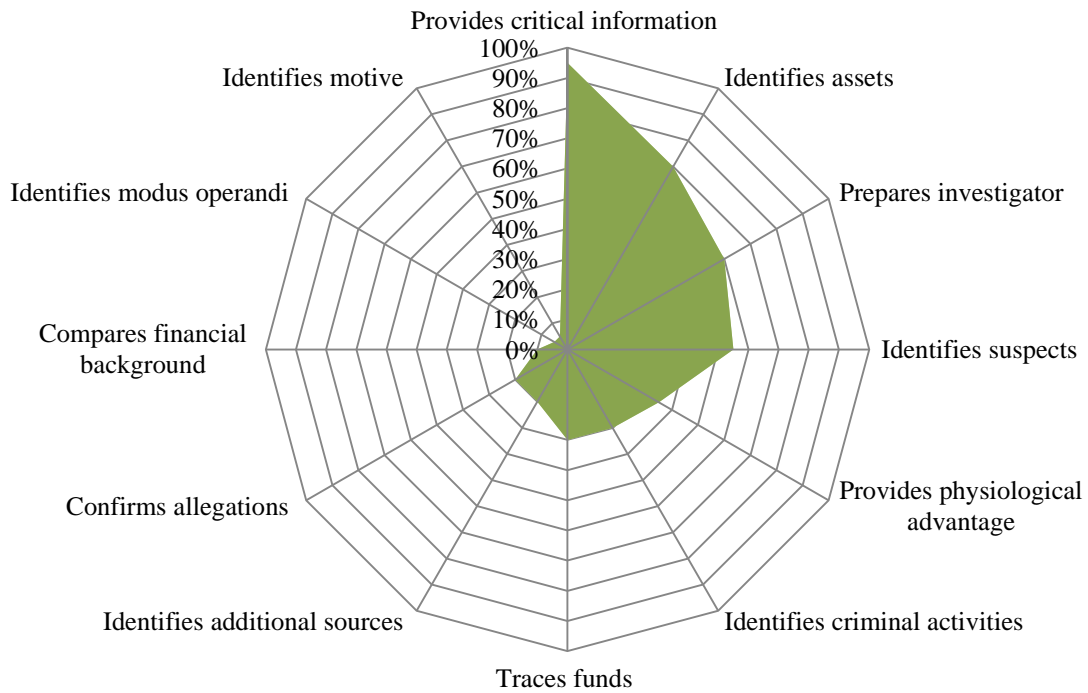 Provides critical information
100%
90%
80%
70%
60%
50%
40%
30%
20%
10%
0%
Identifies assets
Prepares investigator
Identifies suspects
Provides physiological
advantage
Identifies criminal activities
Traces funds
Identifies additional sources
Confirms allegations
Compares financial
background
Identifies modus operandi
Identifies motive